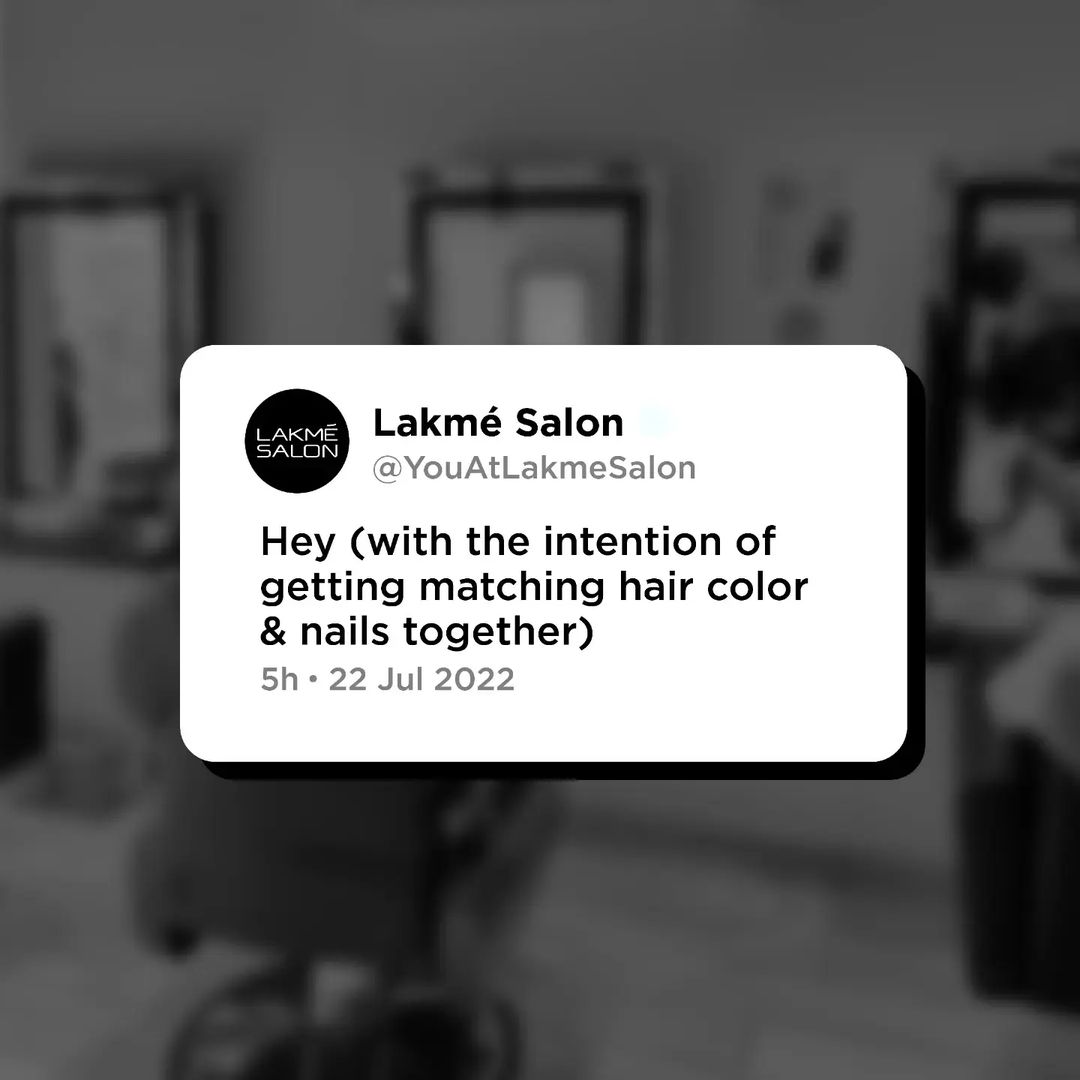 LAKMÉ
SALON
Lakmé Salon
@YouAtLakmeSalon
Hey (with the intention of
getting matching hair color
& nails together)
5h • 22 Jul 2022